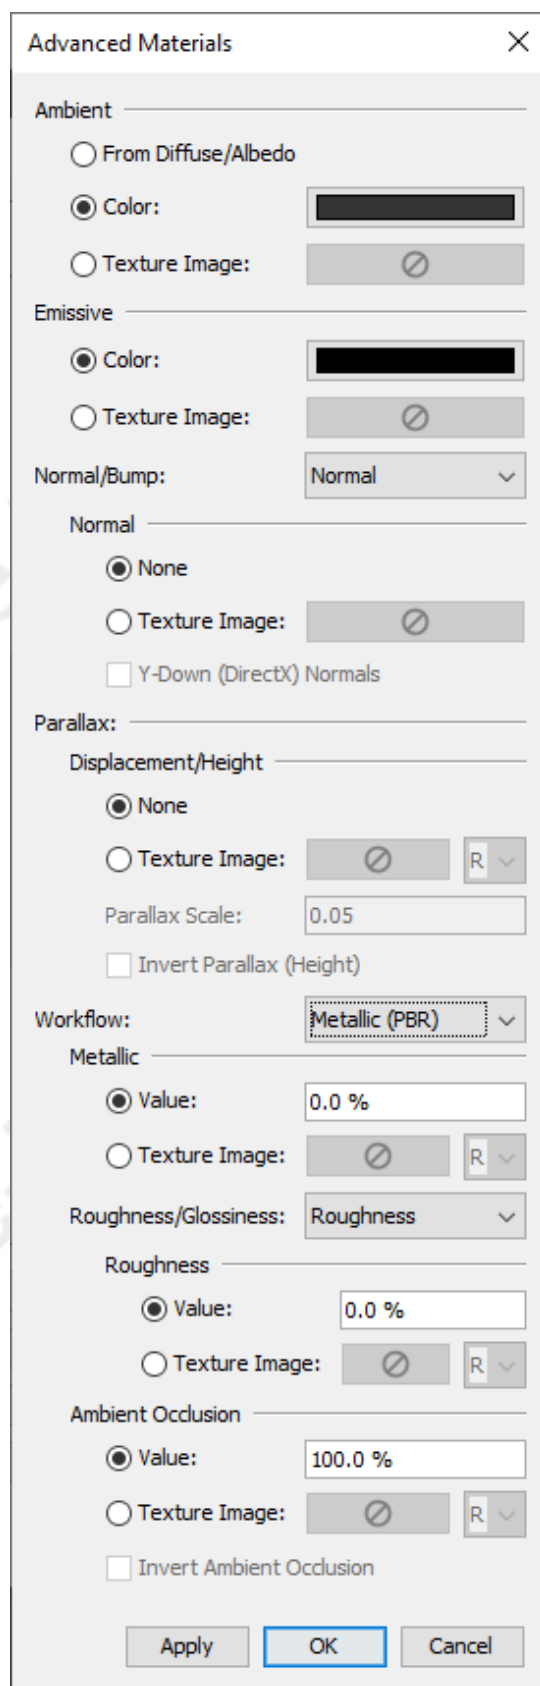 Advanced Materials
Ambient
From Diffuse/Albedo
Color:
Texture Image:
Emissive
Color:
Texture Image:
Normal/Bump: Normal
Normal
None
Texture Image:
Y-Down (DirectX) Normals
Parallax:
Displacement/Height
None
Texture Image: R
Parallax Scale: 0.05
Invert Parallax (Height)
Workflow: Metallic (PBR)
Metallic
Value: 0.0 %
Texture Image: R
Roughness/Glossiness: Roughness
Roughness
Value: 0.0 %
Texture Image: R
Ambient Occlusion
Value: 100.0 %
Texture Image: R
Invert Ambient Occlusion
Apply OK Cancel